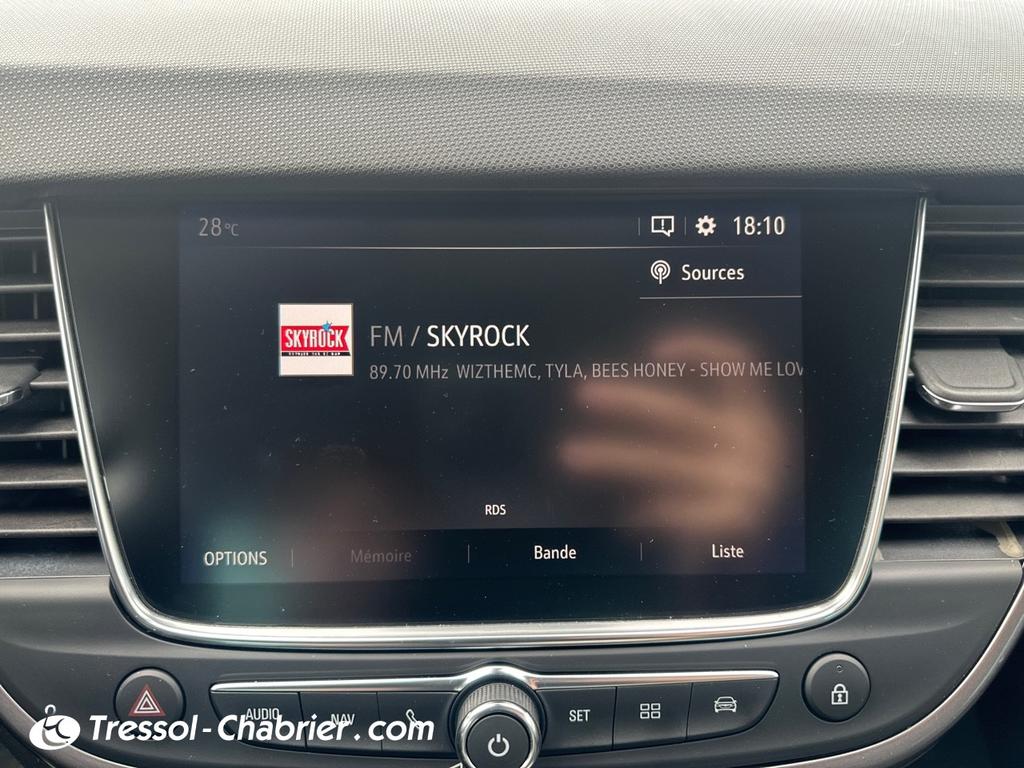 28°C
18:10
Sources
SKYROCK
FM / SKYROCK
89.70 MHz WIZTHEMC, TYLA, BEES HONEY - SHOW ME LOV
RDS
OPTIONS
Mémoire
Bande
Liste
AUDIO
NAV
SET
Tressol-Chabrier.com